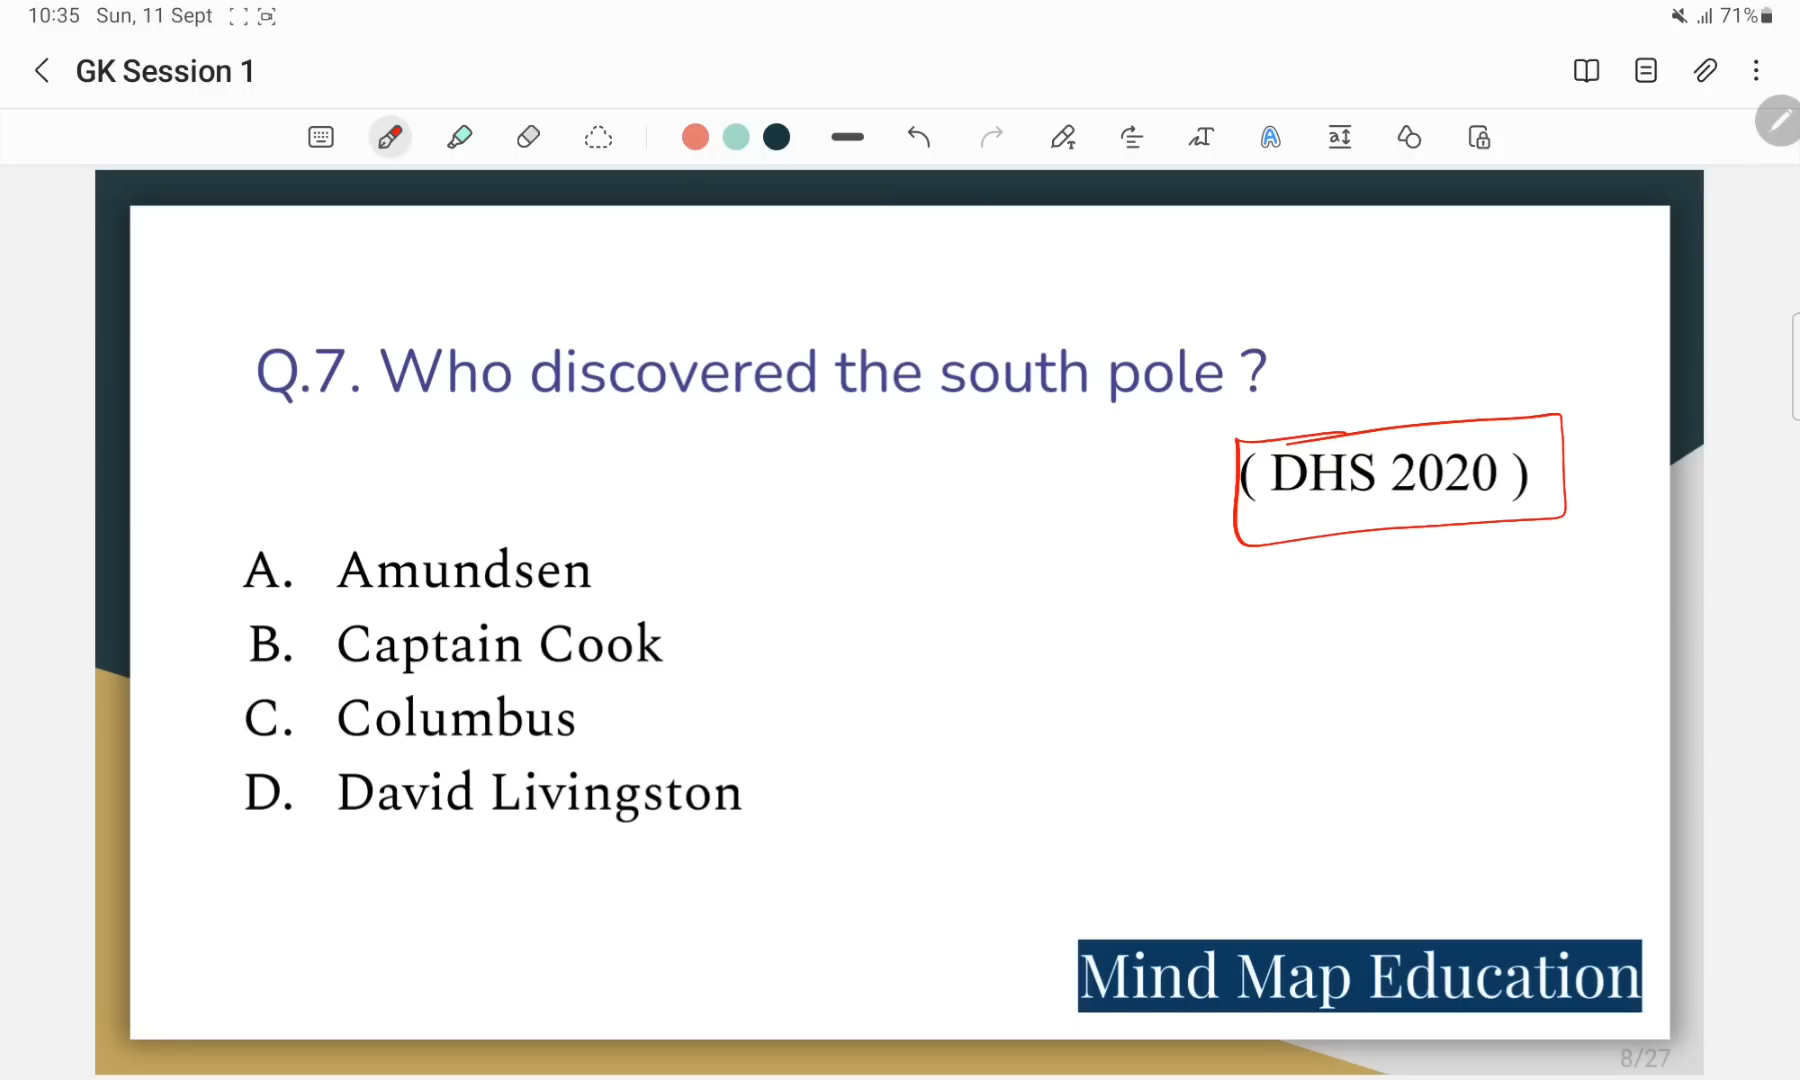 10:35 Sun, 11 Sept 71%
GK Session 1
Q.7. Who discovered the south pole ?
( DHS 2020 )
A. Amundsen
B. Captain Cook
C. Columbus
D. David Livingston
Mind Map Education
8/27